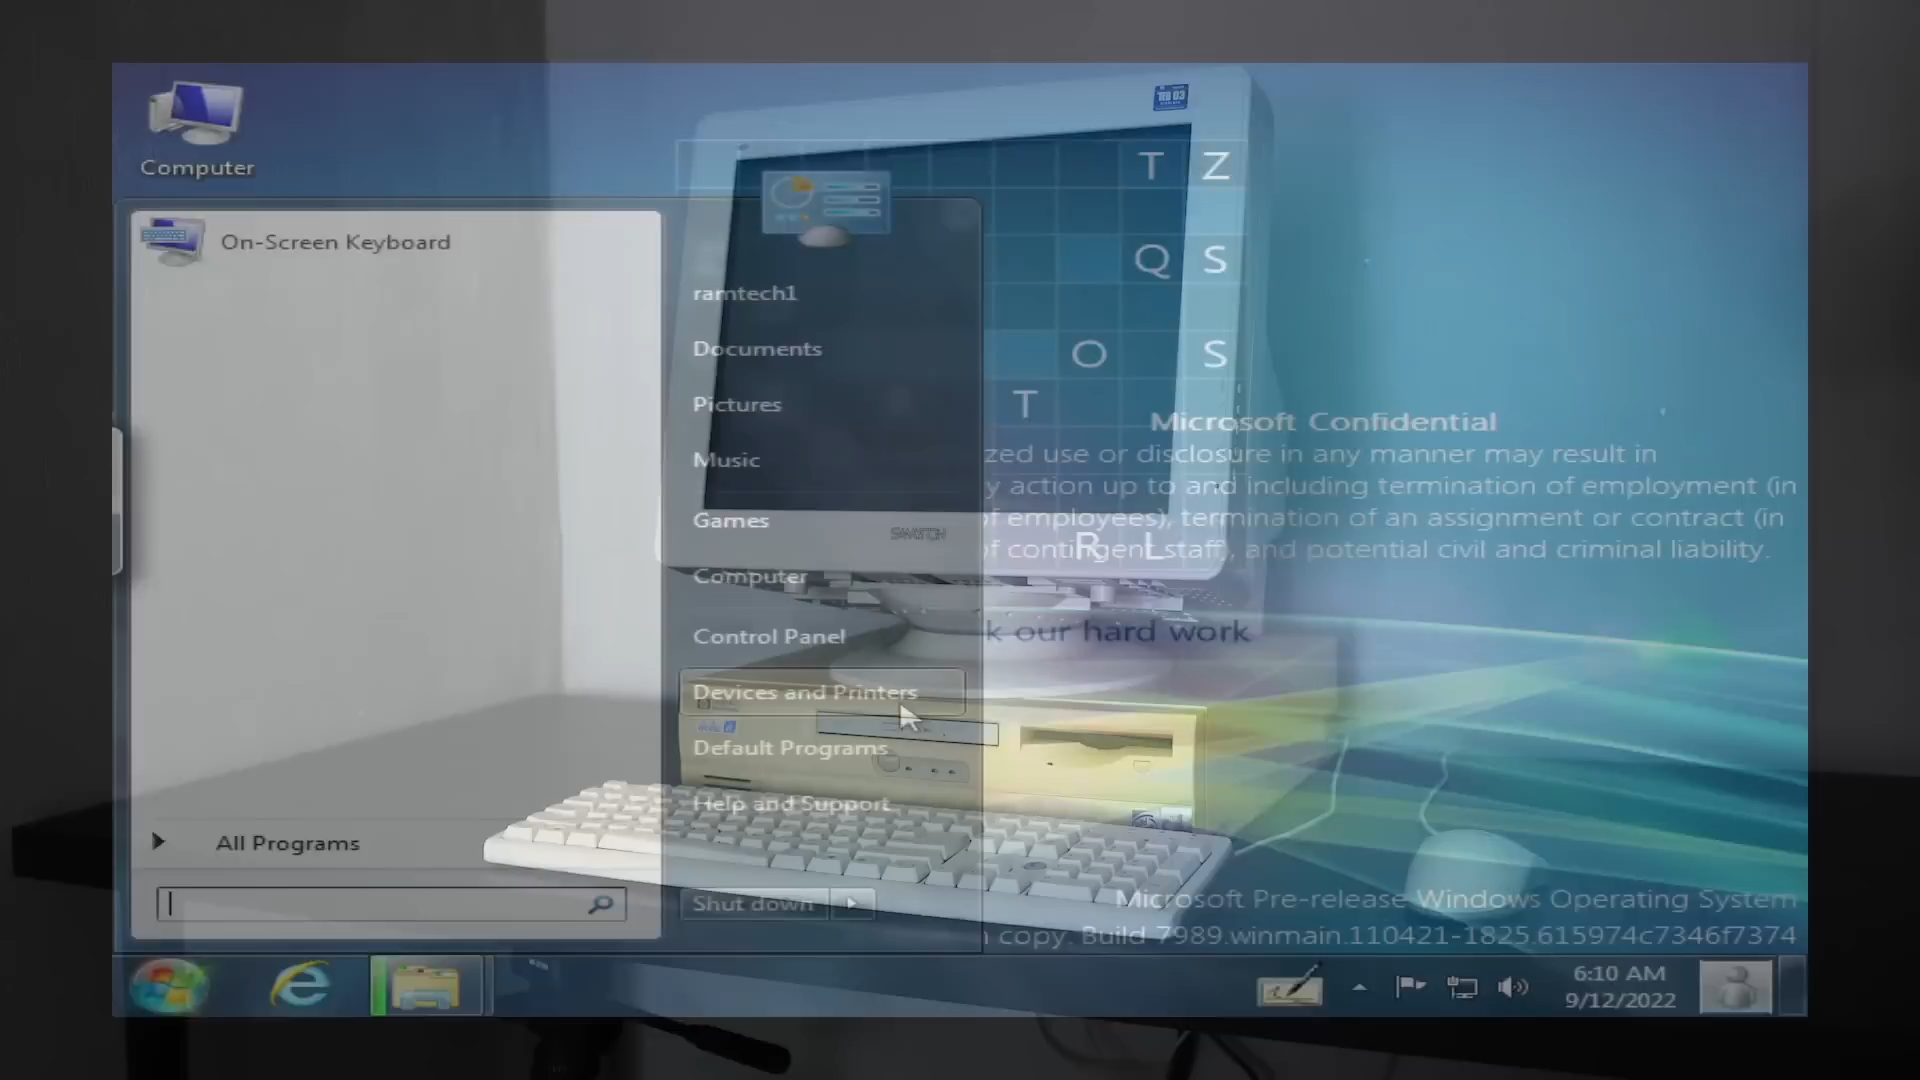 Computer
On-Screen Keyboard
ramtech1
Documents
Pictures
Music
Games
Computer
Control Panel
Devices and Printers
Default Programs
Help and Support
All Programs
Shut down
T Z
Q S
O S
T
R L
Microsoft Confidential
zed use or disclosure in any manner may result in
y action up to and including termination of employment (in
of employees), termination of an assignment or contract (in
of contingent staff), and potential civil and criminal liability.
k our hard work
Microsoft Pre-release Windows Operating System
copy. Build 7989.winmain.110421-1825.615974c7346f7374
6:10 AM
9/12/2022